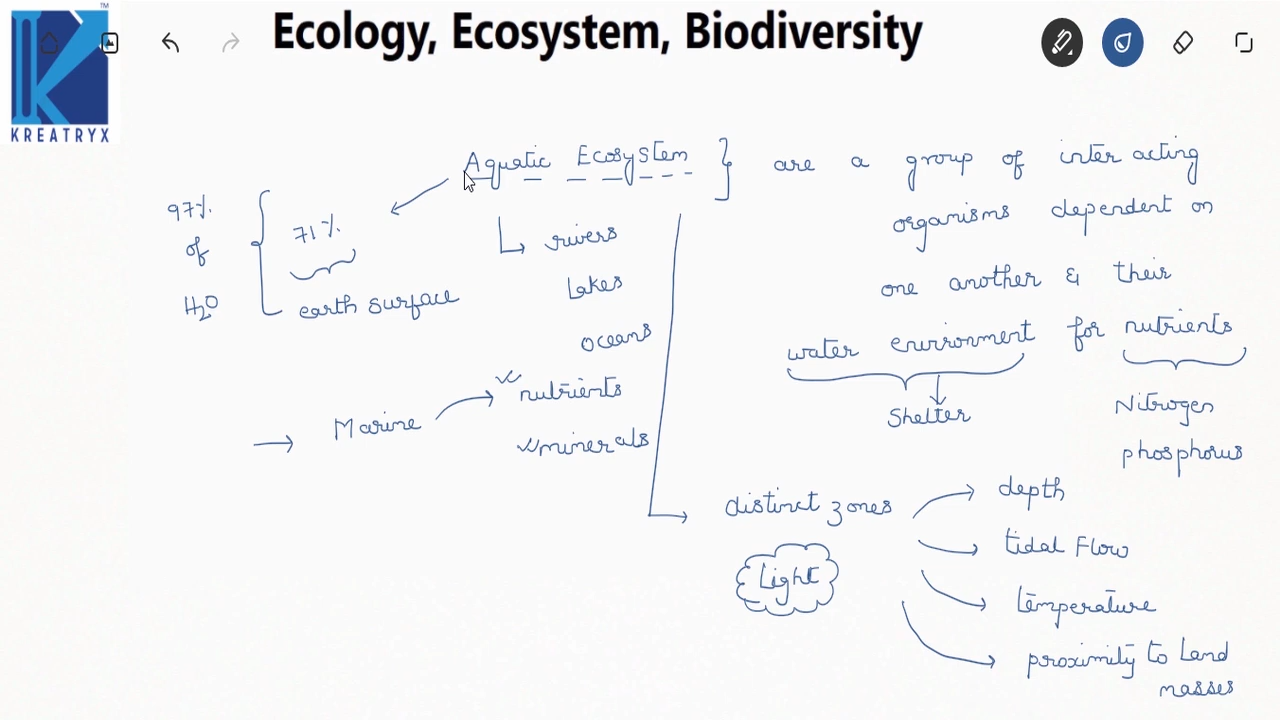 TM
KREATRYX
Ecology, Ecosystem, Biodiversity
Aquatic Ecosystem } are a group of interacting
organisms dependent on
one another & their
water environment for nutrients
Shelter
Nitrogen
phosphorus
97%
of
H2O
71%
earth surface
rivers
Lakes
oceans
Marine
nutrients
minerals
distinct zones
Light
depth
tidal Flow
temperature
proximity to Land
masses